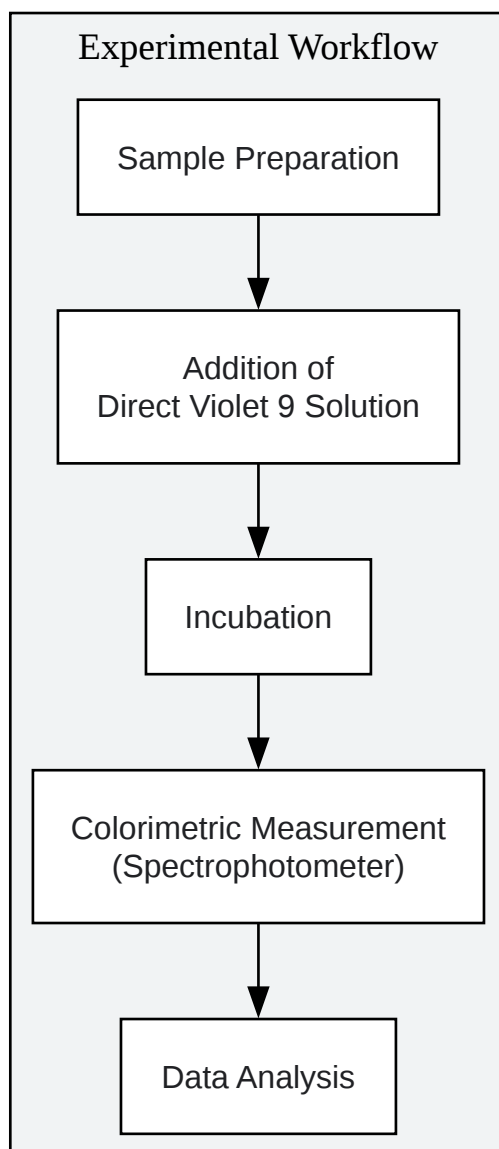 Experimental Workflow
Sample Preparation
Addition of
Direct Violet 9 Solution
Incubation
Colorimetric Measurement
(Spectrophotometer)
Data Analysis